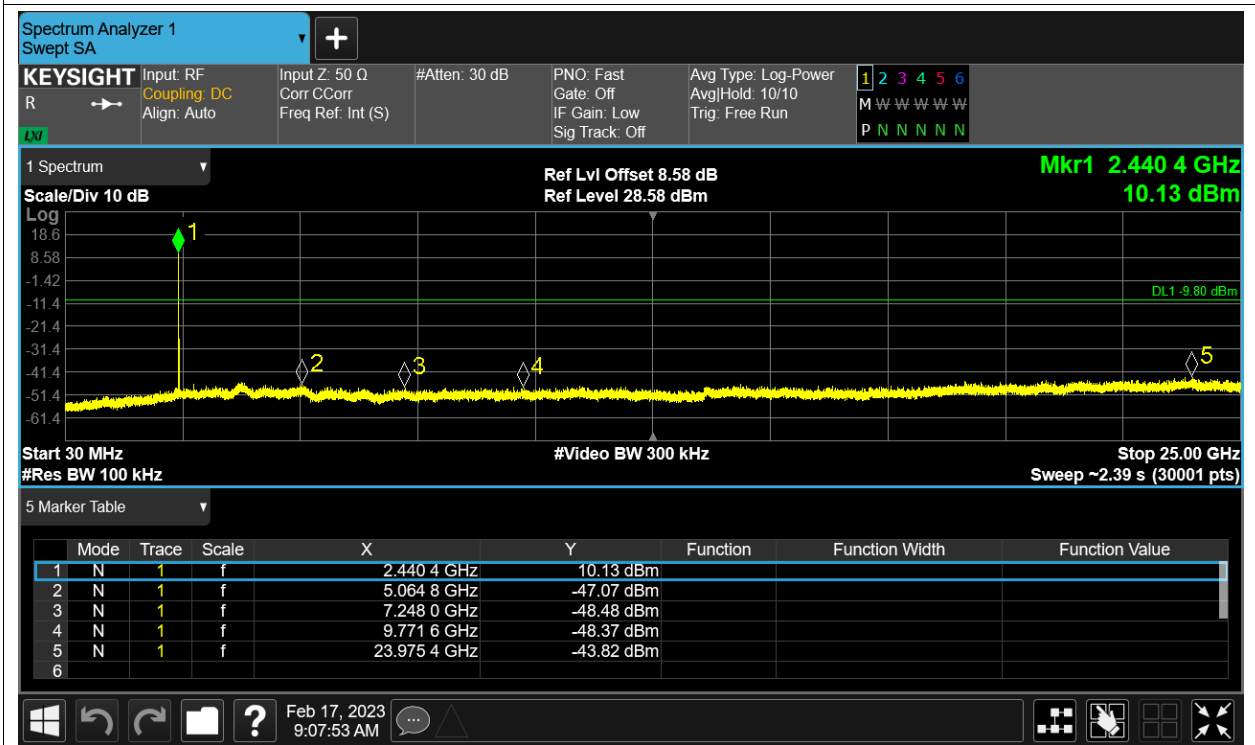 Spectrum Analyzer 1
Swept SA
KEYSIGHT Input: RF Input Z: 50 Ω #Atten: 30 dB PNO: Fast Avg Type: Log-Power 1 2 3 4 5 6
R Coupling: DC Corr CCorr Gate: Off Avg|Hold: 10/10 M W W W W W
Align: Auto Freq Ref: Int (S) IF Gain: Low Trig: Free Run
LXI Sig Track: Off P N N N N N
1 Spectrum Ref Lvl Offset 8.58 dB Mkr1 2.440 4 GHz
Scale/Div 10 dB Ref Level 28.58 dBm 10.13 dBm
Log
18.6
1
8.58
-1.42
DL1 -9.80 dBm
-11.4
-21.4
-31.4
2 3 4 5
-41.4
-51.4
-61.4
Start 30 MHz #Video BW 300 kHz Stop 25.00 GHz
#Res BW 100 kHz Sweep ~2.39 s (30001 pts)
5 Marker Table
Mode Trace Scale X Y Function Function Width Function Value
1 N 1 f 2.440 4 GHz 10.13 dBm
2 N 1 f 5.064 8 GHz -47.07 dBm
3 N 1 f 7.248 0 GHz -48.48 dBm
4 N 1 f 9.771 6 GHz -48.37 dBm
5 N 1 f 23.975 4 GHz -43.82 dBm
6
? Feb 17, 2023
9:07:53 AM